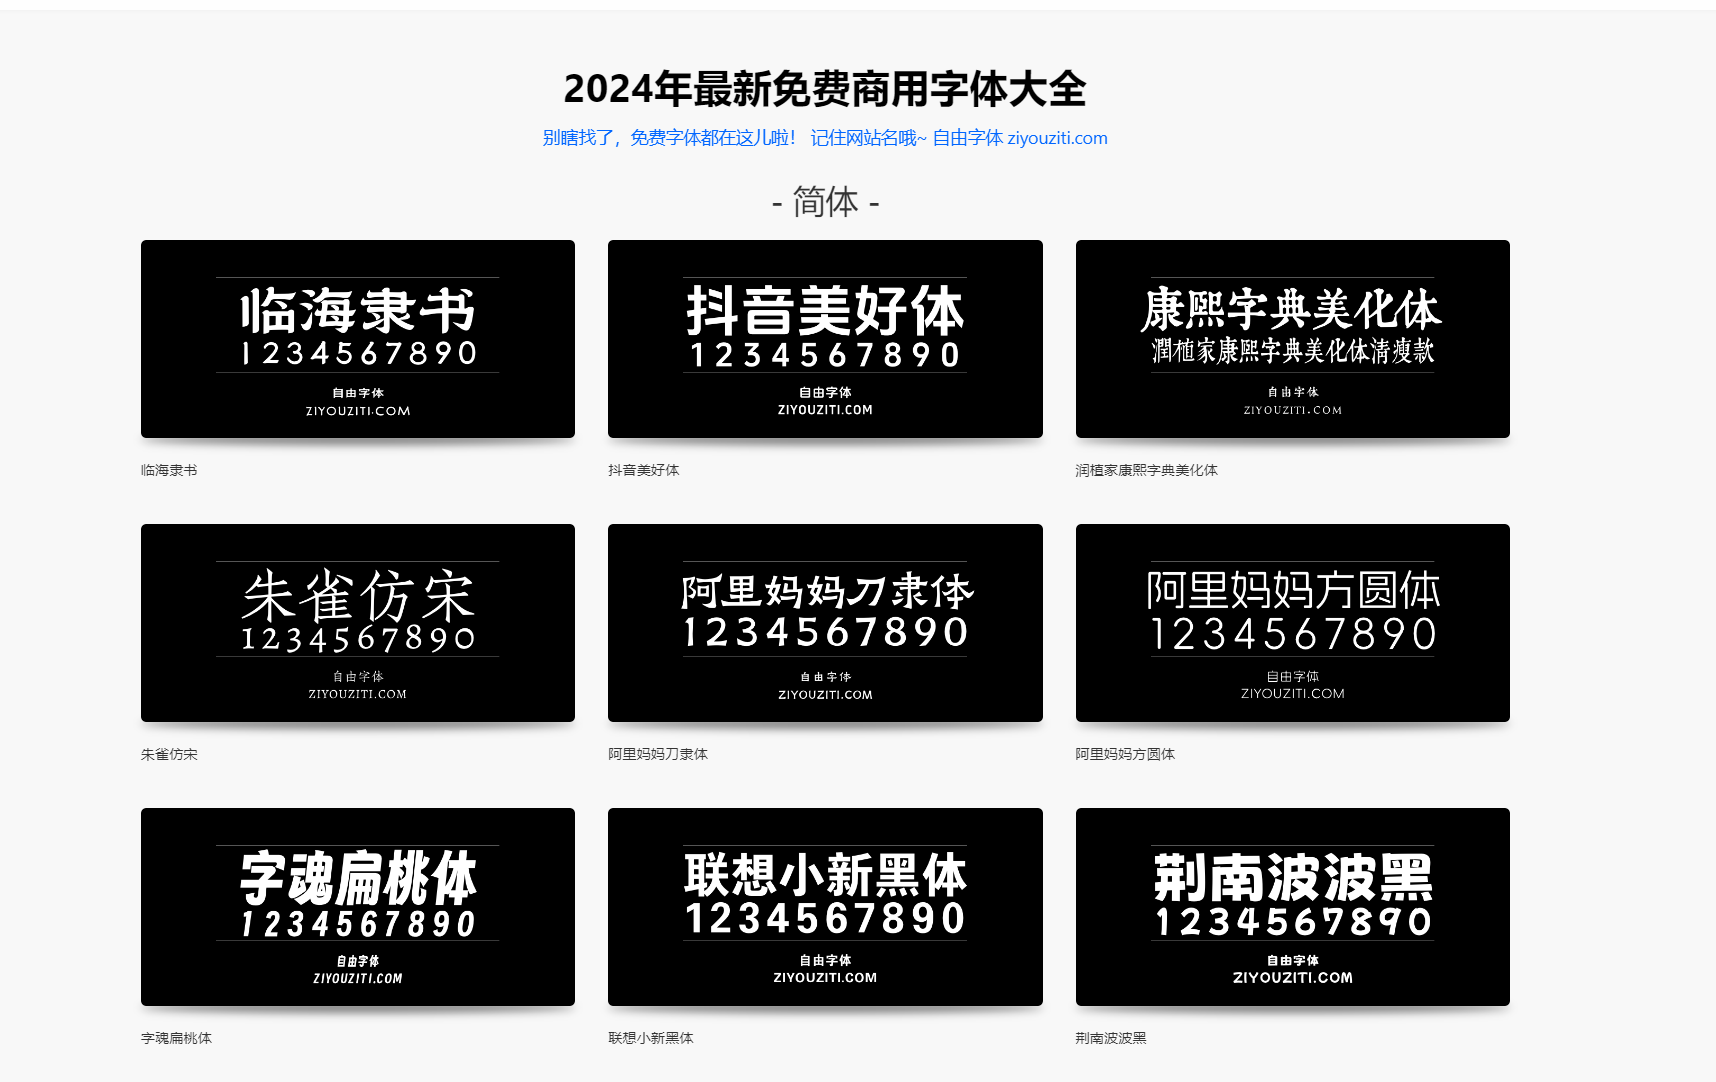 2024年最新免费商用字体大全
别瞎找了，免费字体都在这儿啦！ 记住网站名哦~ 自由字体 ziyouziti.com
- 简体 -
临海隶书
1234567890
自由字体
ZIYOUZITI.COM
临海隶书
抖音美好体
1234567890
自由字体
ZIYOUZITI.COM
抖音美好体
康熙字典美化体
潤植家康熙字典美化体清瘦款
自由字体
ZIYOUZITI.COM
润植家康熙字典美化体
朱雀仿宋
1234567890
自由字体
ZIYOUZITI.COM
朱雀仿宋
阿里妈妈刀隶体
1234567890
自由字体
ZIYOUZITI.COM
阿里妈妈刀隶体
阿里妈妈方圆体
1234567890
自由字体
ZIYOUZITI.COM
阿里妈妈方圆体
字魂扁桃体
1234567890
自由字体
ZIYOUZITI.COM
字魂扁桃体
联想小新黑体
1234567890
自由字体
ZIYOUZITI.COM
联想小新黑体
荆南波波黑
1234567890
自由字体
ZIYOUZITI.COM
荆南波波黑